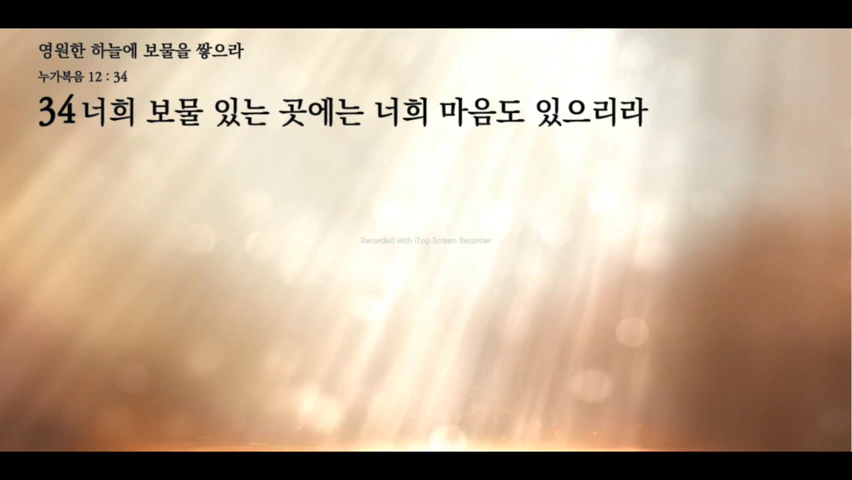 영원한 하늘에 보물을 쌓으라
누가복음 12 : 34
34 너희 보물 있는 곳에는 너희 마음도 있으리라
Recorded with iTop Screen Recorder